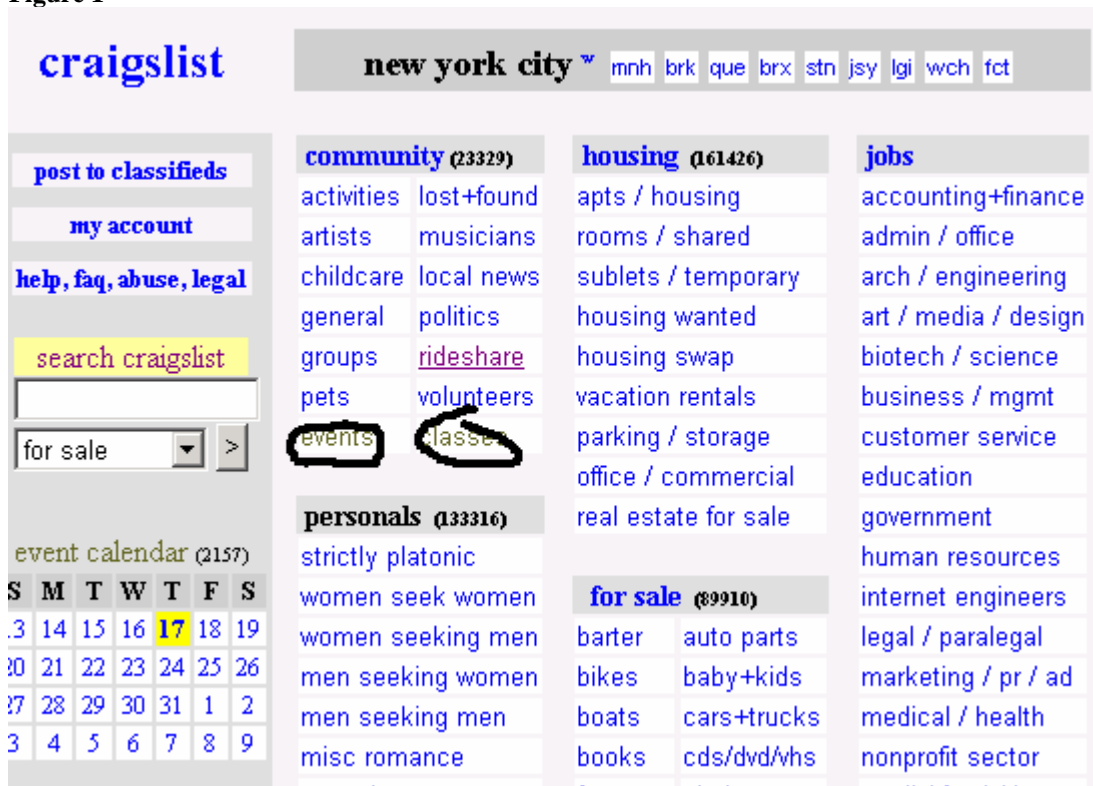 craigslist
new york city w mnh brk que brx stn jsy lgi wch fct
post to classifieds
my account
help, faq, abuse, legal
search craigslist
for sale >
event calendar (2157)
S M T W T F S
14 15 16 17 18 19
21 22 23 24 25 26
28 29 30 31 1 2
3 4 5 6 7 8 9
community (23329)
activities lost+found
artists musicians
childcare local news
general politics
groups rideshare
pets volunteers
events classes
personals (133316)
strictly platonic
women seek women
women seeking men
men seeking women
men seeking men
misc romance
housing (161426)
apts / housing
rooms / shared
sublets / temporary
housing wanted
housing swap
vacation rentals
parking / storage
office / commercial
real estate for sale
for sale (89910)
barter auto parts
bikes baby+kids
boats cars+trucks
books cds/dvd/vhs
jobs
accounting+finance
admin / office
arch / engineering
art / media / design
biotech / science
business / mgmt
customer service
education
government
human resources
internet engineers
legal / paralegal
marketing / pr / ad
medical / health
nonprofit sector